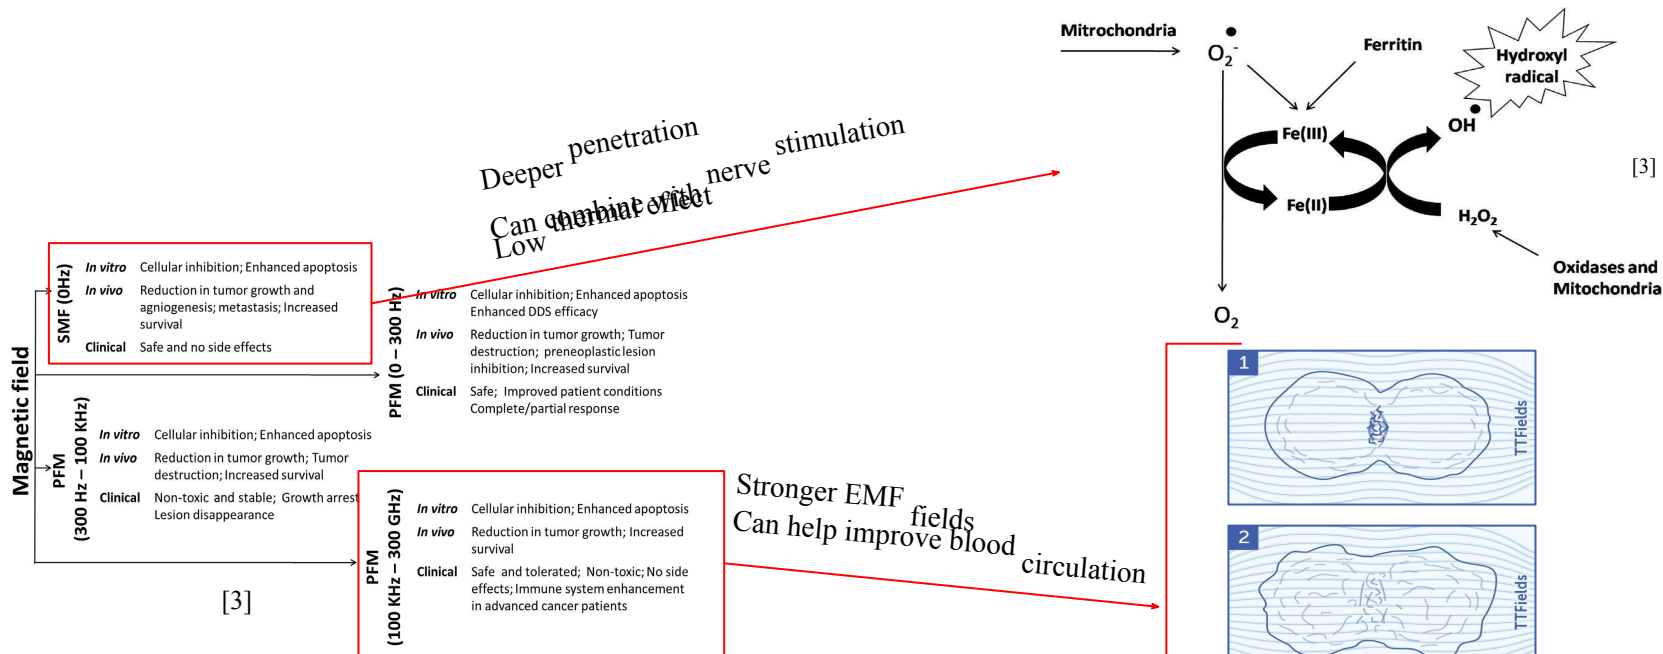 Magnetic field
SMF (0Hz)
In vitro Cellular inhibition; Enhanced apoptosis
In vivo Reduction in tumor growth and
agniogenesis; metastasis; Increased
survival
Clinical Safe and no side effects
PFM (0 – 300 Hz)
In vitro Cellular inhibition; Enhanced apoptosis
Enhanced DDS efficacy
In vivo Reduction in tumor growth; Tumor
destruction; preneoplastic lesion
inhibition; Increased survival
Clinical Safe; Improved patient conditions
Complete/partial response
PFM
(300 Hz – 100 KHz)
In vitro Cellular inhibition; Enhanced apoptosis
In vivo Reduction in tumor growth; Tumor
destruction; Increased survival
Clinical Non-toxic and stable; Growth arrest
Lesion disappearance
PFM
(100 KHz – 300 GHz)
In vitro Cellular inhibition; Enhanced apoptosis
In vivo Reduction in tumor growth; Increased
survival
Clinical Safe and tolerated; Non-toxic; No side
effects; Immune system enhancement
in advanced cancer patients
[3]
Deeper penetration
Can combine with nerve stimulation
Low thermal effect
Stronger EMF fields
Can help improve blood circulation
Mitrochondria
O2•-
Ferritin
Hydroxyl
radical
Fe(III)
OH•
[3]
Fe(II)
H2O2
Oxidases and
Mitochondria
O2
1
TTFields
2
TTFields